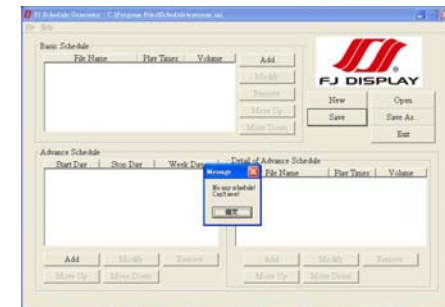 FJ Schedule Generator - C:\Program Files\Schedule\
File Help
Basic Schedule
File Name Play Times Volume
Add
Modify
Remove
Move Up
Move Down
FJ DISPLAY
New Open
Save Save As..
Exit
Advance Schedule
Start Day Stop Day Week Day
Detail of Advance Schedule
File Name Play Times Volume
Message
No any schedule!
Can't save!
確定
Add Modify Remove
Move Up Move Down
Add Modify Remove
Move Up Move Down